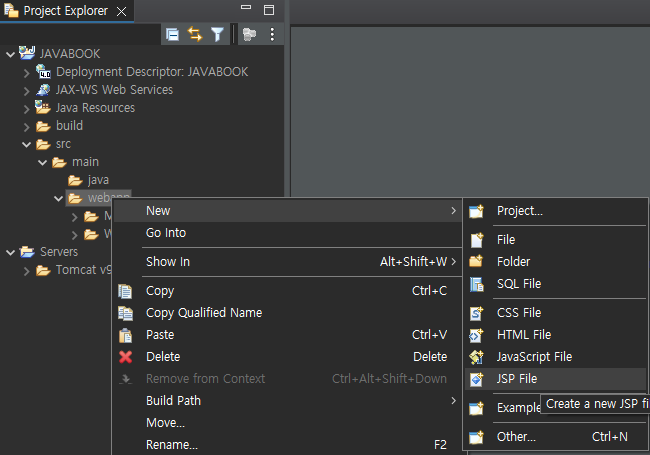 Project Explorer
JAVABOOK
4.0
Deployment Descriptor: JAVABOOK
JAX-WS Web Services
Java Resources
build
src
main
java
webapp
M
W
Servers
Tomcat v9
New
Go Into
Show In Alt+Shift+W
Copy Ctrl+C
Copy Qualified Name
Paste Ctrl+V
Delete Delete
Remove from Context Ctrl+Alt+Shift+Down
Build Path
Move...
Rename... F2
Project...
File
Folder
SQL File
CSS File
HTML File
JavaScript File
JSP File
Example
Create a new JSP fi
Other... Ctrl+N